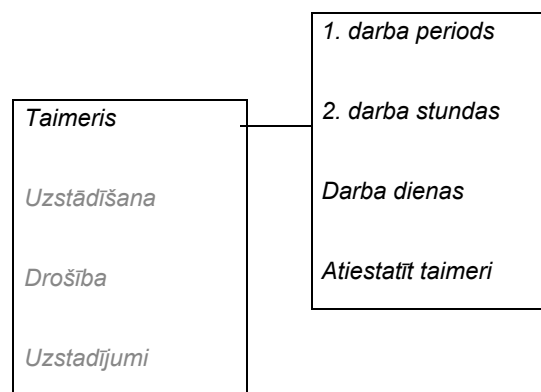 1. darba periods
Taimeris
2. darba stundas
Uzstādīšana
Darba dienas
Drošība
Atiestatīt taimeri
Uzstadījumi